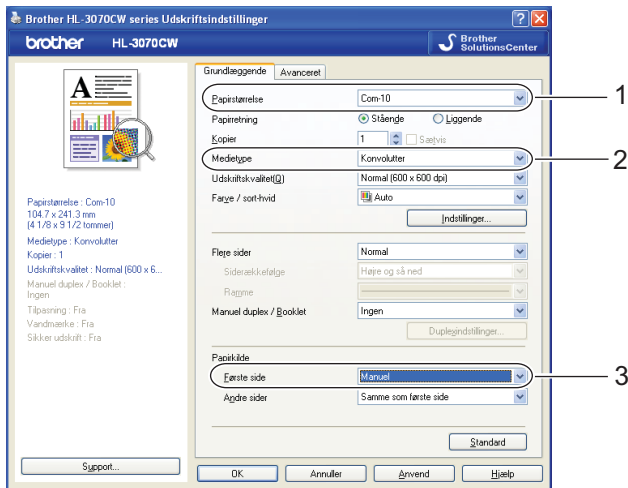 Brother HL-3070CW series Udskriftsindstillinger
brother HL-3070CW
Brother
SolutionsCenter
Grundlæggende Avanceret
Papirstørrelse Com-10 1
Papirretning Stående Liggende
Kopier 1 Sætvis
Medietype Konvolutter 2
Udskriftskvalitet(Q) Normal (600 x 600 dpi)
Farve / sort-hvid Auto
Indstillinger...
Flere sider Normal
Siderækkefølge Højre og så ned
Ramme
Manuel duplex / Booklet Ingen
Duplexindstillinger...
Papirkilde
Første side Manuel 3
Andre sider Samme som første side
Standard
A
Papirstørrelse : Com-10
104.7 x 241.3 mm
(4 1/8 x 9 1/2 tommer)
Medietype : Konvolutter
Kopier : 1
Udskriftskvalitet : Normal (600 x 6...
Manuel duplex / Booklet :
Ingen
Tilpasning : Fra
Vandmærke : Fra
Sikker udskrift : Fra
Support...
OK Annuller Anvend Hjælp